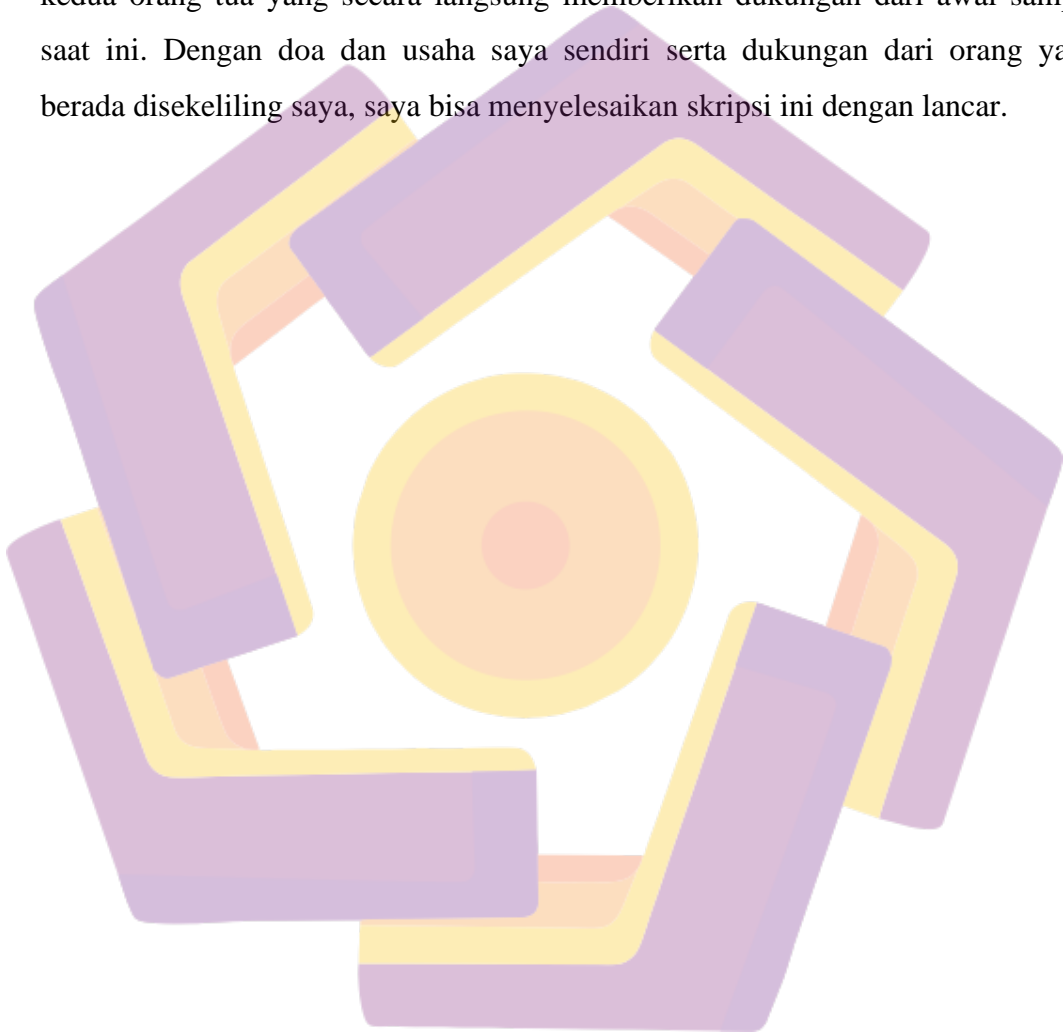 kedua orang tua yang secara langsung memberikan dukungan dari awal
saat ini. Dengan doa dan usaha saya sendiri serta dukungan dari orang
berada disekeliling saya, saya bisa menyelesaikan skripsi ini dengan lancar.